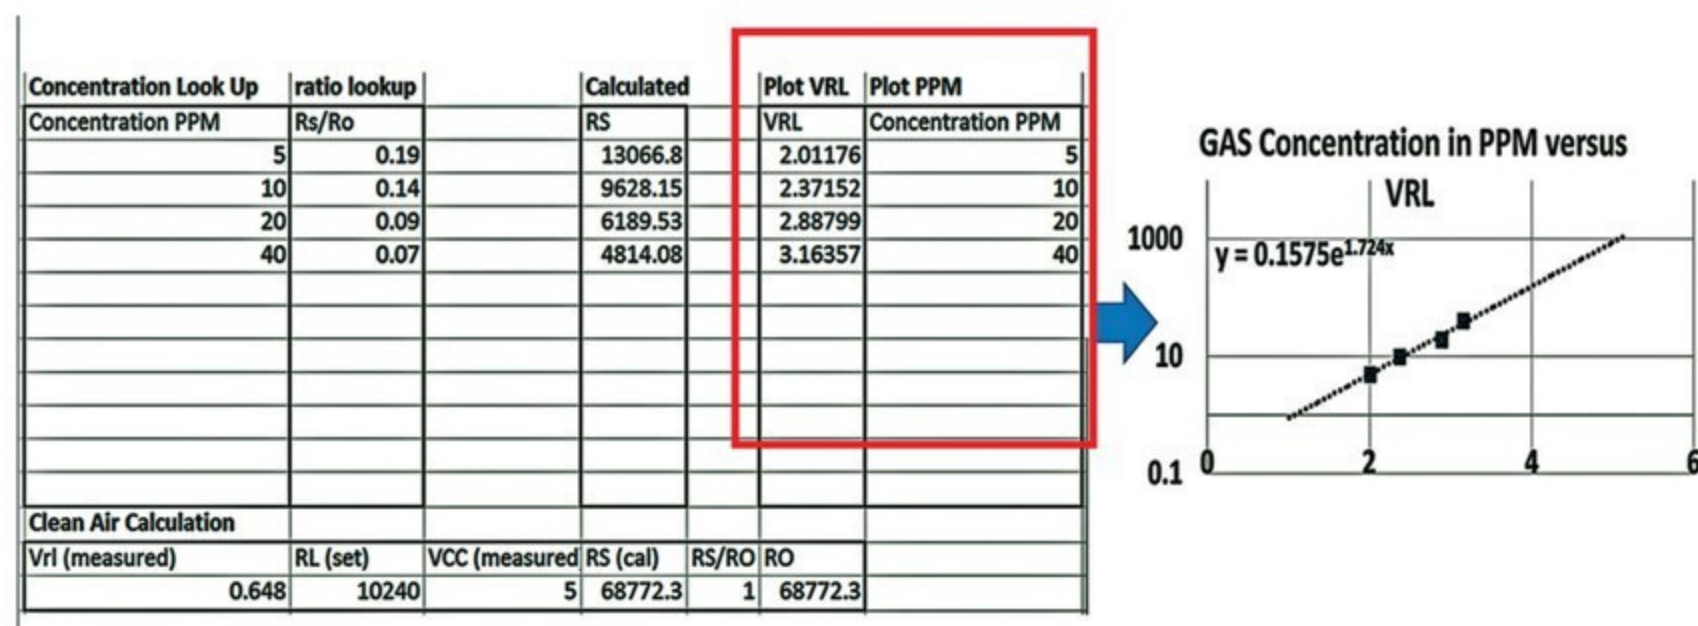 Concentration Look Up ratio lookup Calculated Plot VRL Plot PPM
Concentration PPM Rs/Ro RS VRL Concentration PPM
5 0.19 13066.8 2.01176 5
10 0.14 9628.15 2.37152 10
20 0.09 6189.53 2.88799 20
40 0.07 4814.08 3.16357 40
Clean Air Calculation
Vrl (measured) RL (set) VCC (measured RS (cal) RS/RO RO
0.648 10240 5 68772.3 1 68772.3
GAS Concentration in PPM versus
VRL
1000
y = 0.1575e^1.724x
10
0.1
0 2 4 6